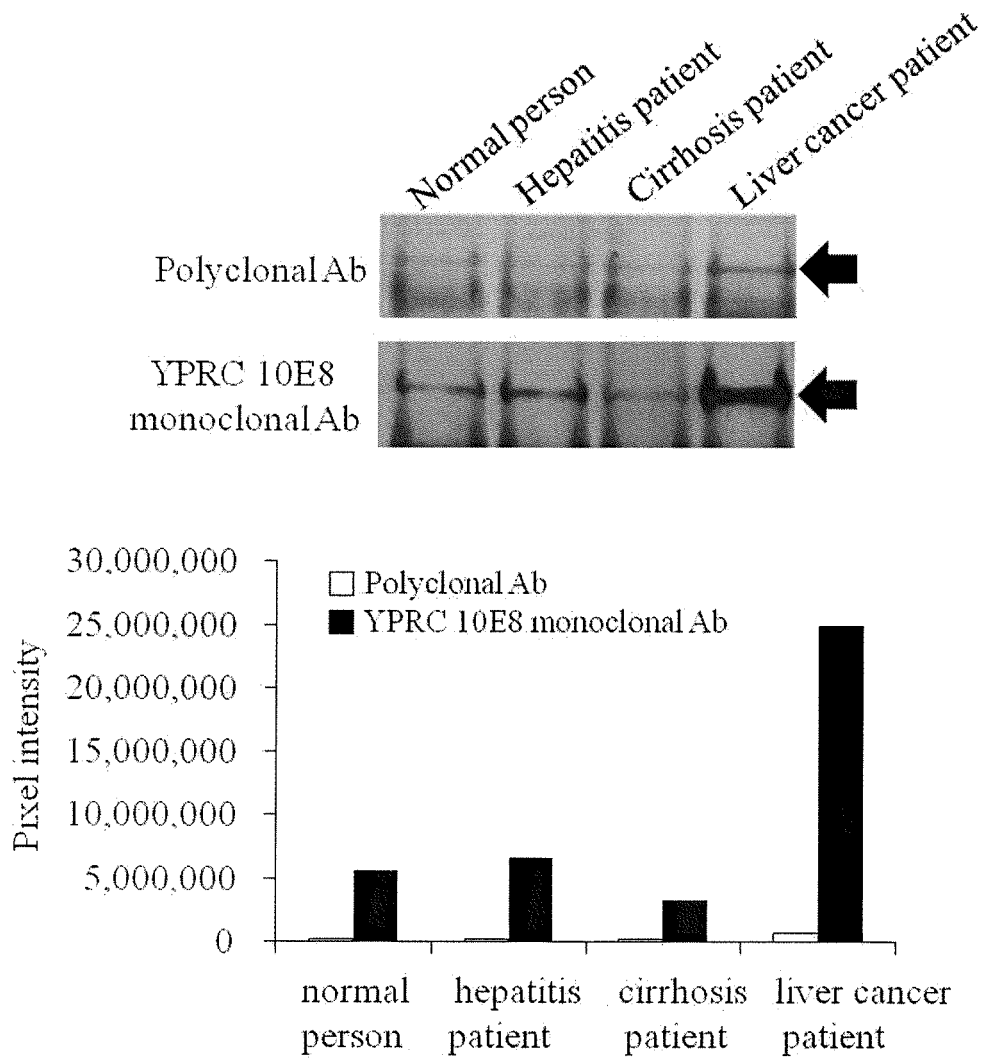 Normal person
Hepatitis patient
Cirrhosis patient
Liver cancer patient
Polyclonal Ab
YPRC 10E8
monoclonal Ab
30,000,000
25,000,000
20,000,000
15,000,000
10,000,000
5,000,000
0
Pixel intensity
Polyclonal Ab
YPRC 10E8 monoclonal Ab
normal
person
hepatitis
patient
cirrhosis
patient
liver cancer
patient